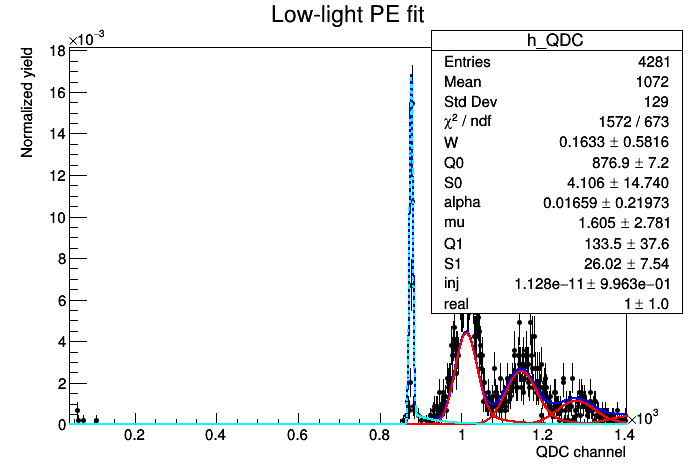 Low-light PE fit
×10⁻³
Normalized yield
18
16
14
12
10
8
6
4
2
0
h_QDC
Entries 4281
Mean 1072
Std Dev 129
χ² / ndf 1572 / 673
W 0.1633 ± 0.5816
Q0 876.9 ± 7.2
S0 4.106 ± 14.740
alpha 0.01659 ± 0.21973
mu 1.605 ± 2.781
Q1 133.5 ± 37.6
S1 26.02 ± 7.54
inj 1.128e−11 ± 9.963e−01
real 1 ± 1.0
0.2 0.4 0.6 0.8 1 1.2 1.4
×10³
QDC channel